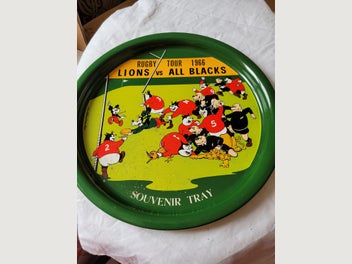 RUGBY TOUR 1966
LIONS vs ALL BLACKS
2
5
SOUVENIR TRAY